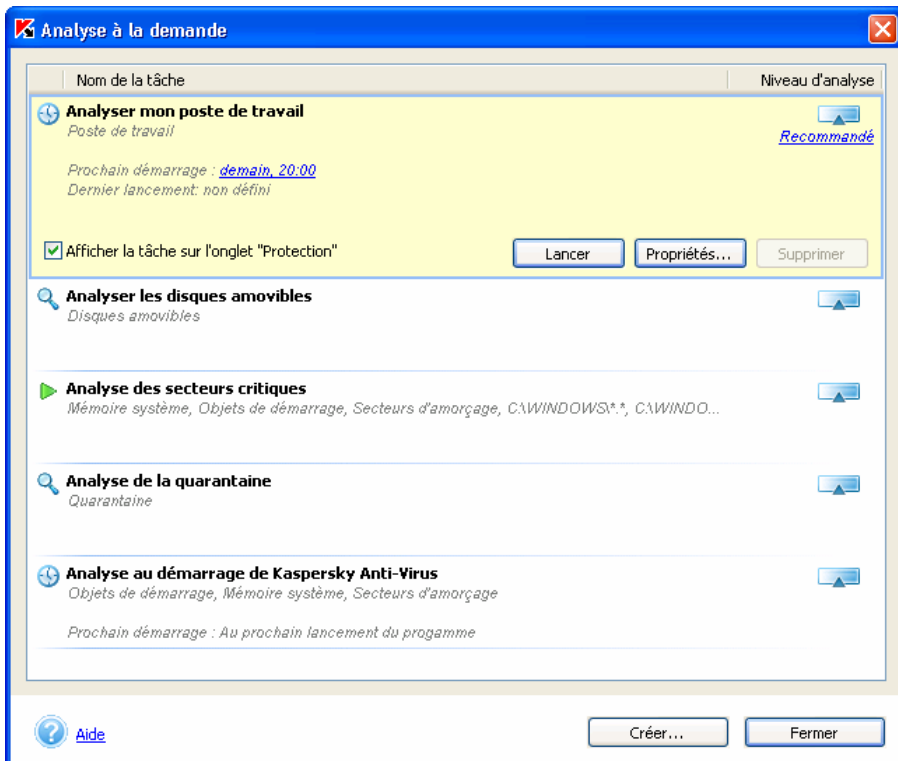 Analyse à la demande
Nom de la tâche Niveau d'analyse
Analyser mon poste de travail
Poste de travail
Recommandé
Prochain démarrage : demain, 20:00
Dernier lancement: non défini
Afficher la tâche sur l'onglet "Protection" Lancer Propriétés... Supprimer
Analyser les disques amovibles
Disques amovibles
Analyse des secteurs critiques
Mémoire système, Objets de démarrage, Secteurs d'amorçage, C:\WINDOWS\*.*, C:\WINDO...
Analyse de la quarantaine
Quarantaine
Analyse au démarrage de Kaspersky Anti-Virus
Objets de démarrage, Mémoire système, Secteurs d'amorçage
Prochain démarrage : Au prochain lancement du progamme
Aide Créer... Fermer